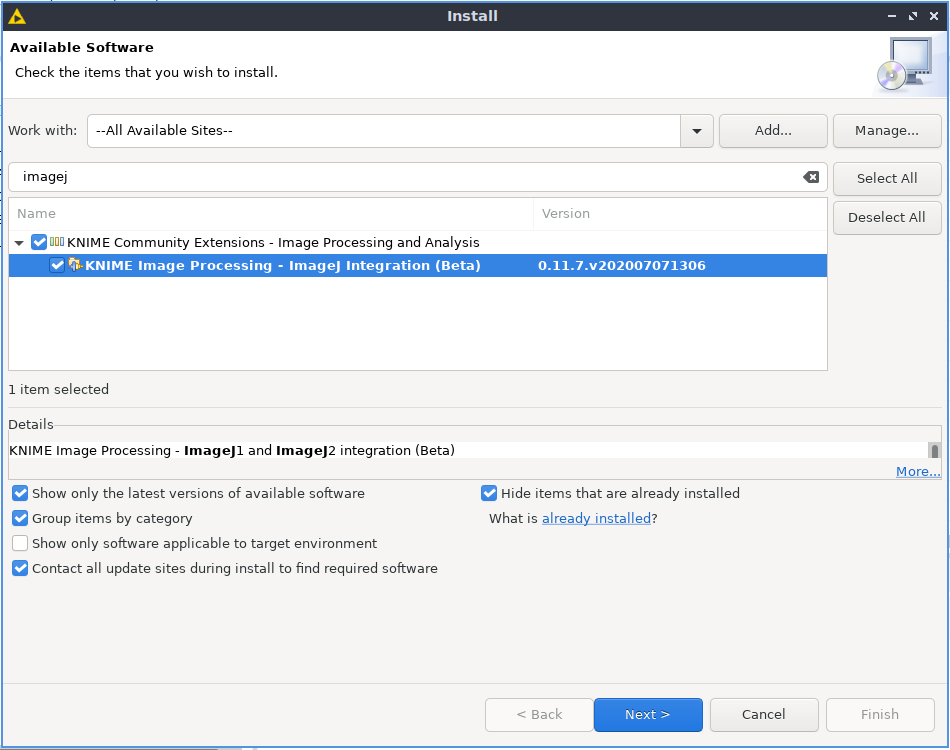 Install
Available Software
Check the items that you wish to install.
Work with: --All Available Sites-- Add... Manage...
imagej Select All
Deselect All
Name Version
KNIME Community Extensions - Image Processing and Analysis
KNIME Image Processing - ImageJ Integration (Beta) 0.11.7.v202007071306
1 item selected
Details
KNIME Image Processing - ImageJ1 and ImageJ2 integration (Beta)
More...
Show only the latest versions of available software Hide items that are already installed
Group items by category What is already installed?
Show only software applicable to target environment
Contact all update sites during install to find required software
< Back Next > Cancel Finish